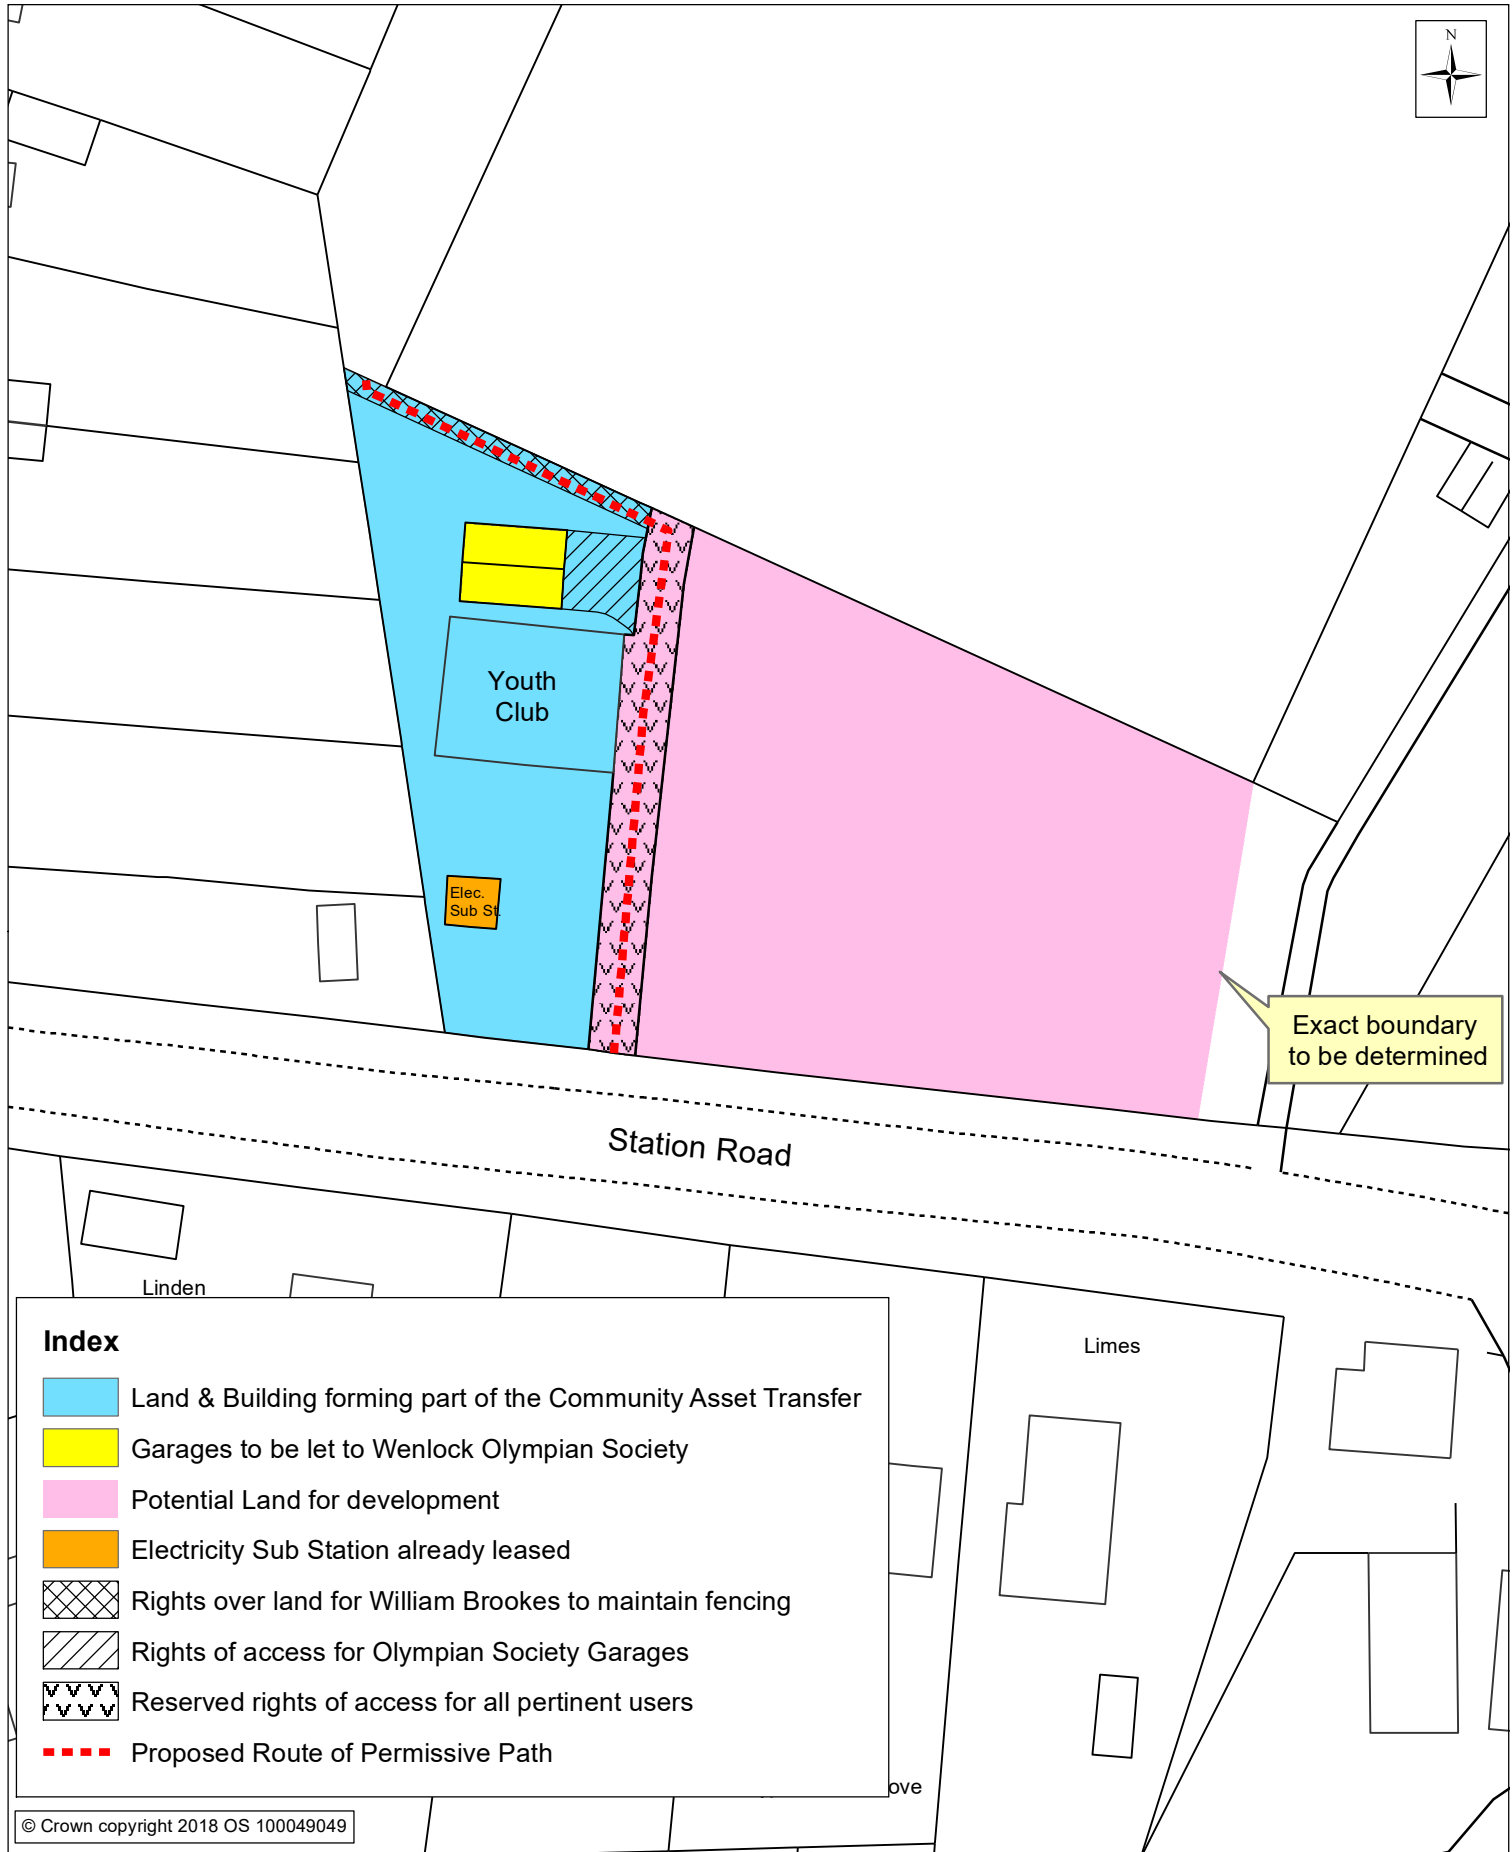 N
Youth
Club
Elec.
Sub St.
Exact boundary
to be determined
Station Road
Linden
Limes
Index
Land & Building forming part of the Community Asset Transfer
Garages to be let to Wenlock Olympian Society
Potential Land for development
Electricity Sub Station already leased
Rights over land for William Brookes to maintain fencing
Rights of access for Olympian Society Garages
Reserved rights of access for all pertinent users
Proposed Route of Permissive Path
ove
© Crown copyright 2018 OS 100049049